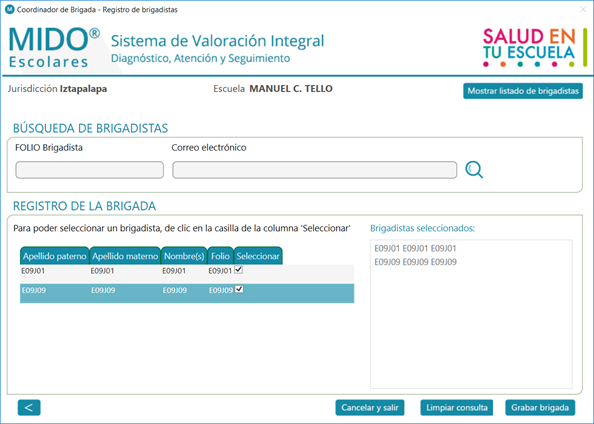 M Coordinador de Brigada - Registro de brigadistas
MIDO®
Escolares
Sistema de Valoración Integral
Diagnóstico, Atención y Seguimiento
SALUD EN
TU ESCUELA
Jurisdicción Iztapalapa
Escuela MANUEL C. TELLO
Mostrar listado de brigadistas
BÚSQUEDA DE BRIGADISTAS
FOLIO Brigadista
Correo electrónico
REGISTRO DE LA BRIGADA
Para poder seleccionar un brigadista, de clic en la casilla de la columna 'Seleccionar'
Apellido paterno Apellido materno Nombre(s) Folio Seleccionar
E09J01 E09J01 E09J01 E09J01
E09J09 E09J09 E09J09 E09J09
Brigadistas seleccionados:
E09J01 E09J01 E09J01
E09J09 E09J09 E09J09
< Cancelar y salir Limpiar consulta Grabar brigada